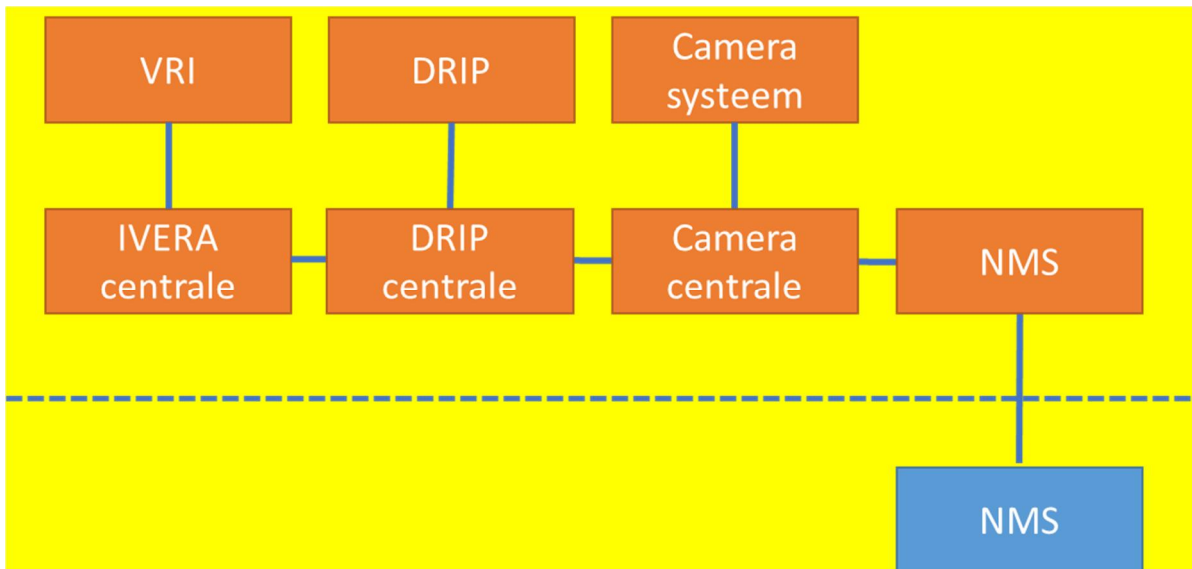 VRI
DRIP
Camera
systeem
IVERA
centrale
DRIP
centrale
Camera
centrale
NMS
NMS